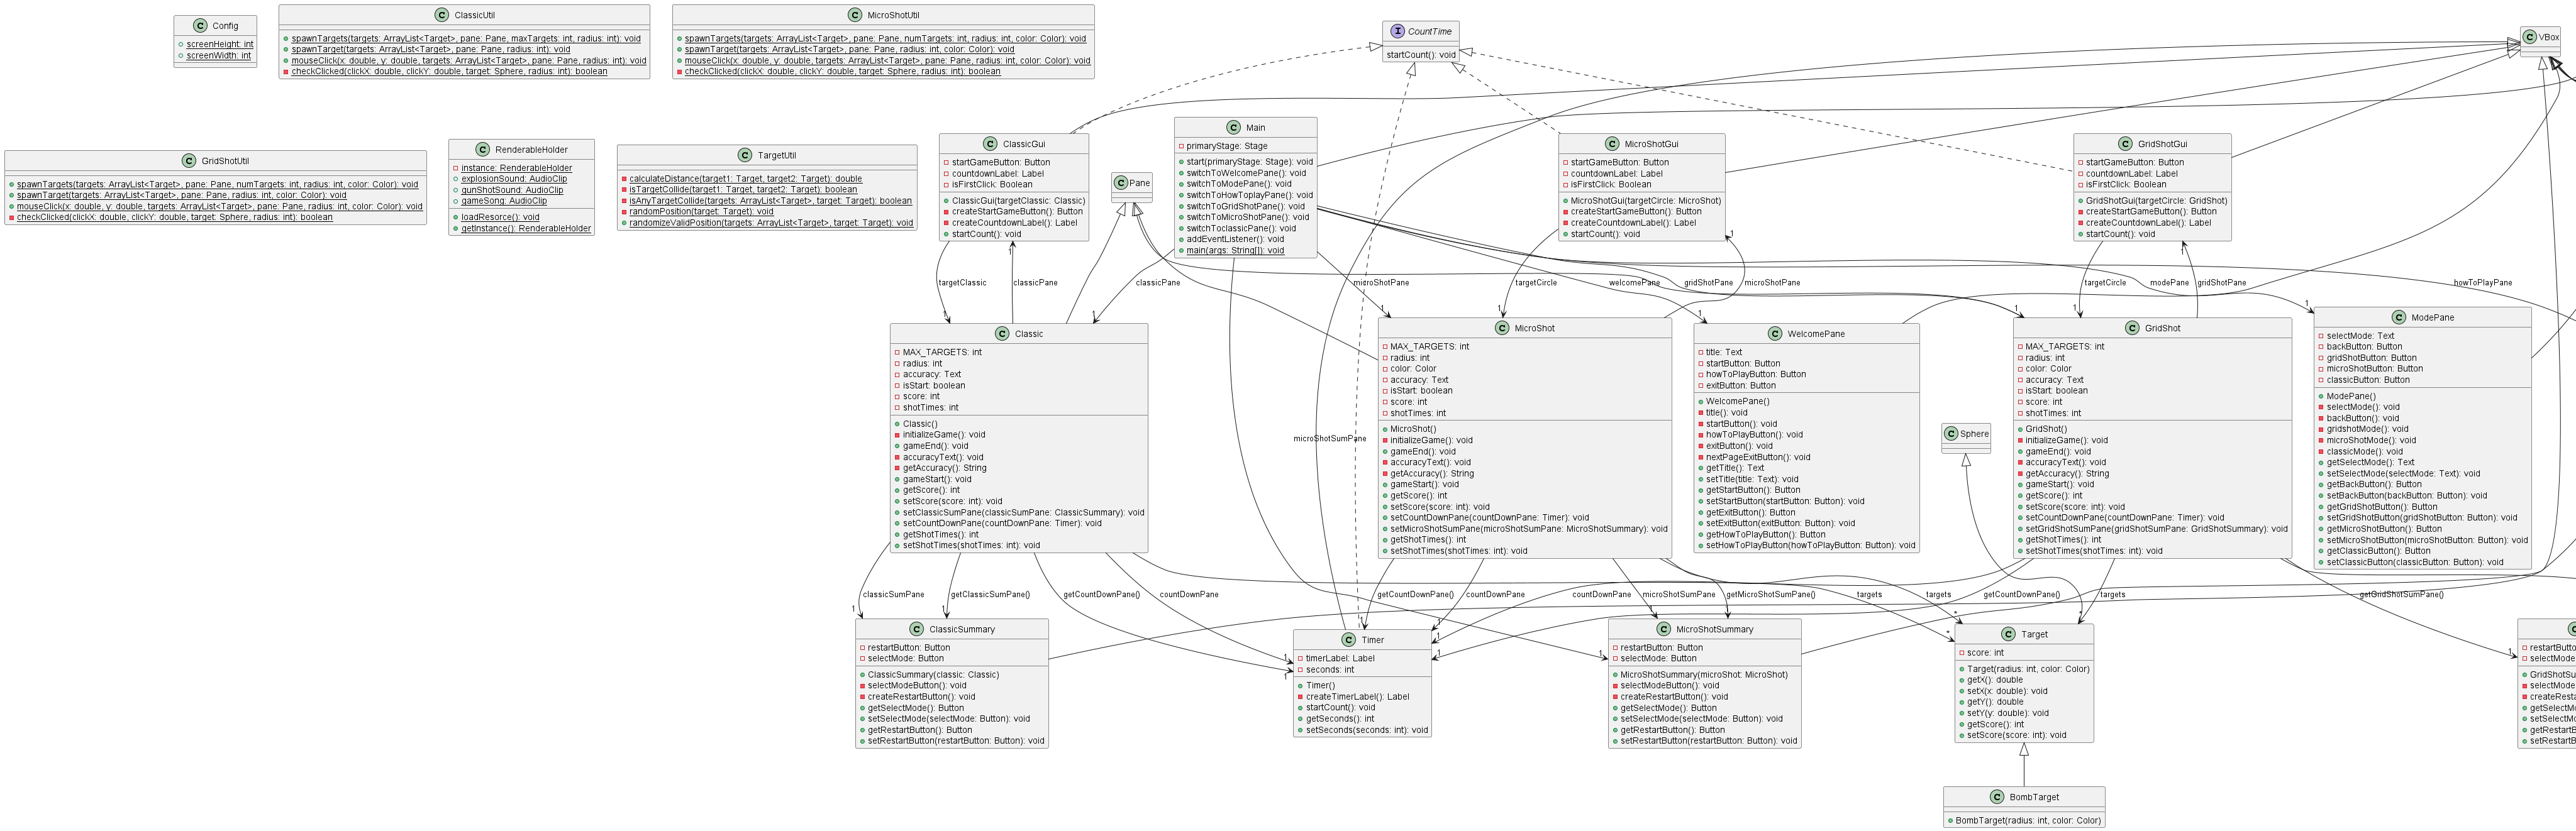 Config
screenHeight: int
screenWidth: int
ClassicUtil
spawnTargets(targets: ArrayList<Target>, pane: Pane, maxTargets: int, radius: int): void
spawnTarget(targets: ArrayList<Target>, pane: Pane, radius: int): void
mouseClick(x: double, y: double, targets: ArrayList<Target>, pane: Pane, radius: int): void
checkClicked(clickX: double, clickY: double, target: Sphere, radius: int): boolean
MicroShotUtil
spawnTargets(targets: ArrayList<Target>, pane: Pane, numTargets: int, radius: int, color: Color): void
spawnTarget(targets: ArrayList<Target>, pane: Pane, radius: int, color: Color): void
mouseClick(x: double, y: double, targets: ArrayList<Target>, pane: Pane, radius: int, color: Color): void
checkClicked(clickX: double, clickY: double, target: Sphere, radius: int): boolean
CountTime
startCount(): void
VBox
GridShotUtil
spawnTargets(targets: ArrayList<Target>, pane: Pane, numTargets: int, radius: int, color: Color): void
spawnTarget(targets: ArrayList<Target>, pane: Pane, radius: int, color: Color): void
mouseClick(x: double, y: double, targets: ArrayList<Target>, pane: Pane, radius: int, color: Color): void
checkClicked(clickX: double, clickY: double, target: Sphere, radius: int): boolean
RenderableHolder
instance: RenderableHolder
explosionSound: AudioClip
gunShotSound: AudioClip
gameSong: AudioClip
loadResorce(): void
getInstance(): RenderableHolder
TargetUtil
calculateDistance(target1: Target, target2: Target): double
isTargetCollide(target1: Target, target2: Target): boolean
isAnyTargetCollide(targets: ArrayList<Target>, target: Target): boolean
randomPosition(target: Target): void
randomizeValidPosition(targets: ArrayList<Target>, target: Target): void
ClassicGui
startGameButton: Button
countdownLabel: Label
isFirstClick: Boolean
ClassicGui(targetClassic: Classic)
createStartGameButton(): Button
createCountdownLabel(): Label
startCount(): void
Pane
Main
primaryStage: Stage
start(primaryStage: Stage): void
switchToWelcomePane(): void
switchToModePane(): void
switchToHowToplayPane(): void
switchToGridShotPane(): void
switchToMicroShotPane(): void
switchToclassicPane(): void
addEventListener(): void
main(args: String[]): void
MicroShotGui
startGameButton: Button
countdownLabel: Label
isFirstClick: Boolean
MicroShotGui(targetCircle: MicroShot)
createStartGameButton(): Button
createCountdownLabel(): Label
startCount(): void
GridShotGui
startGameButton: Button
countdownLabel: Label
isFirstClick: Boolean
GridShotGui(targetCircle: GridShot)
createStartGameButton(): Button
createCountdownLabel(): Label
startCount(): void
1
1
1
targetClassic
classicPane
classicPane
microShotPane
targetCircle
microShotPane
welcomePane
gridShotPane
targetCircle
gridShotPane
modePane
howToPlayPane
1
1
1
1
1
1
1
1
Classic
MAX_TARGETS: int
radius: int
accuracy: Text
isStart: boolean
score: int
shotTimes: int
Classic()
initializeGame(): void
gameEnd(): void
accuracyText(): void
getAccuracy(): String
gameStart(): void
getScore(): int
setScore(score: int): void
setClassicSumPane(classicSumPane: ClassicSummary): void
setCountDownPane(countDownPane: Timer): void
getShotTimes(): int
setShotTimes(shotTimes: int): void
microShotSumPane
MicroShot
MAX_TARGETS: int
radius: int
color: Color
accuracy: Text
isStart: boolean
score: int
shotTimes: int
MicroShot()
initializeGame(): void
gameEnd(): void
accuracyText(): void
getAccuracy(): String
gameStart(): void
getScore(): int
setScore(score: int): void
setCountDownPane(countDownPane: Timer): void
setMicroShotSumPane(microShotSumPane: MicroShotSummary): void
getShotTimes(): int
setShotTimes(shotTimes: int): void
WelcomePane
title: Text
startButton: Button
howToPlayButton: Button
exitButton: Button
WelcomePane()
title(): void
startButton(): void
howToPlayButton(): void
exitButton(): void
nextPageExitButton(): void
getTitle(): Text
setTitle(title: Text): void
getStartButton(): Button
setStartButton(startButton: Button): void
getExitButton(): Button
setExitButton(exitButton: Button): void
getHowToPlayButton(): Button
setHowToPlayButton(howToPlayButton: Button): void
Sphere
GridShot
MAX_TARGETS: int
radius: int
color: Color
accuracy: Text
isStart: boolean
score: int
shotTimes: int
GridShot()
initializeGame(): void
gameEnd(): void
accuracyText(): void
getAccuracy(): String
gameStart(): void
getScore(): int
setScore(score: int): void
setCountDownPane(countDownPane: Timer): void
setGridShotSumPane(gridShotSumPane: GridShotSummary): void
getShotTimes(): int
setShotTimes(shotTimes: int): void
ModePane
selectMode: Text
backButton: Button
gridShotButton: Button
microShotButton: Button
classicButton: Button
ModePane()
selectMode(): void
backButton(): void
gridshotMode(): void
microShotMode(): void
classicMode(): void
getSelectMode(): Text
setSelectMode(selectMode: Text): void
getBackButton(): Button
setBackButton(backButton: Button): void
getGridShotButton(): Button
setGridShotButton(gridShotButton: Button): void
getMicroShotButton(): Button
setMicroShotButton(microShotButton: Button): void
getClassicButton(): Button
setClassicButton(classicButton: Button): void
classicSumPane
getClassicSumPane()
getCountDownPane()
countDownPane
getCountDownPane()
countDownPane
countDownPane
microShotSumPane
getMicroShotSumPane()
targets
targets
getCountDownPane()
targets
getGridShotSumPane()
1
1
1
1
1
1
1
1
1
1
*
*
*
1
ClassicSummary
restartButton: Button
selectMode: Button
ClassicSummary(classic: Classic)
selectModeButton(): void
createRestartButton(): void
getSelectMode(): Button
setSelectMode(selectMode: Button): void
getRestartButton(): Button
setRestartButton(restartButton: Button): void
Timer
timerLabel: Label
seconds: int
Timer()
createTimerLabel(): Label
startCount(): void
getSeconds(): int
setSeconds(seconds: int): void
MicroShotSummary
restartButton: Button
selectMode: Button
MicroShotSummary(microShot: MicroShot)
selectModeButton(): void
createRestartButton(): void
getSelectMode(): Button
setSelectMode(selectMode: Button): void
getRestartButton(): Button
setRestartButton(restartButton: Button): void
Target
score: int
Target(radius: int, color: Color)
getX(): double
setX(x: double): void
getY(): double
setY(y: double): void
getScore(): int
setScore(score: int): void
restartButto
selectMode
GridShotSu
selectMode
createResta
getSelectMo
setSelectMo
getRestartB
setRestartB
BombTarget
BombTarget(radius: int, color: Color)